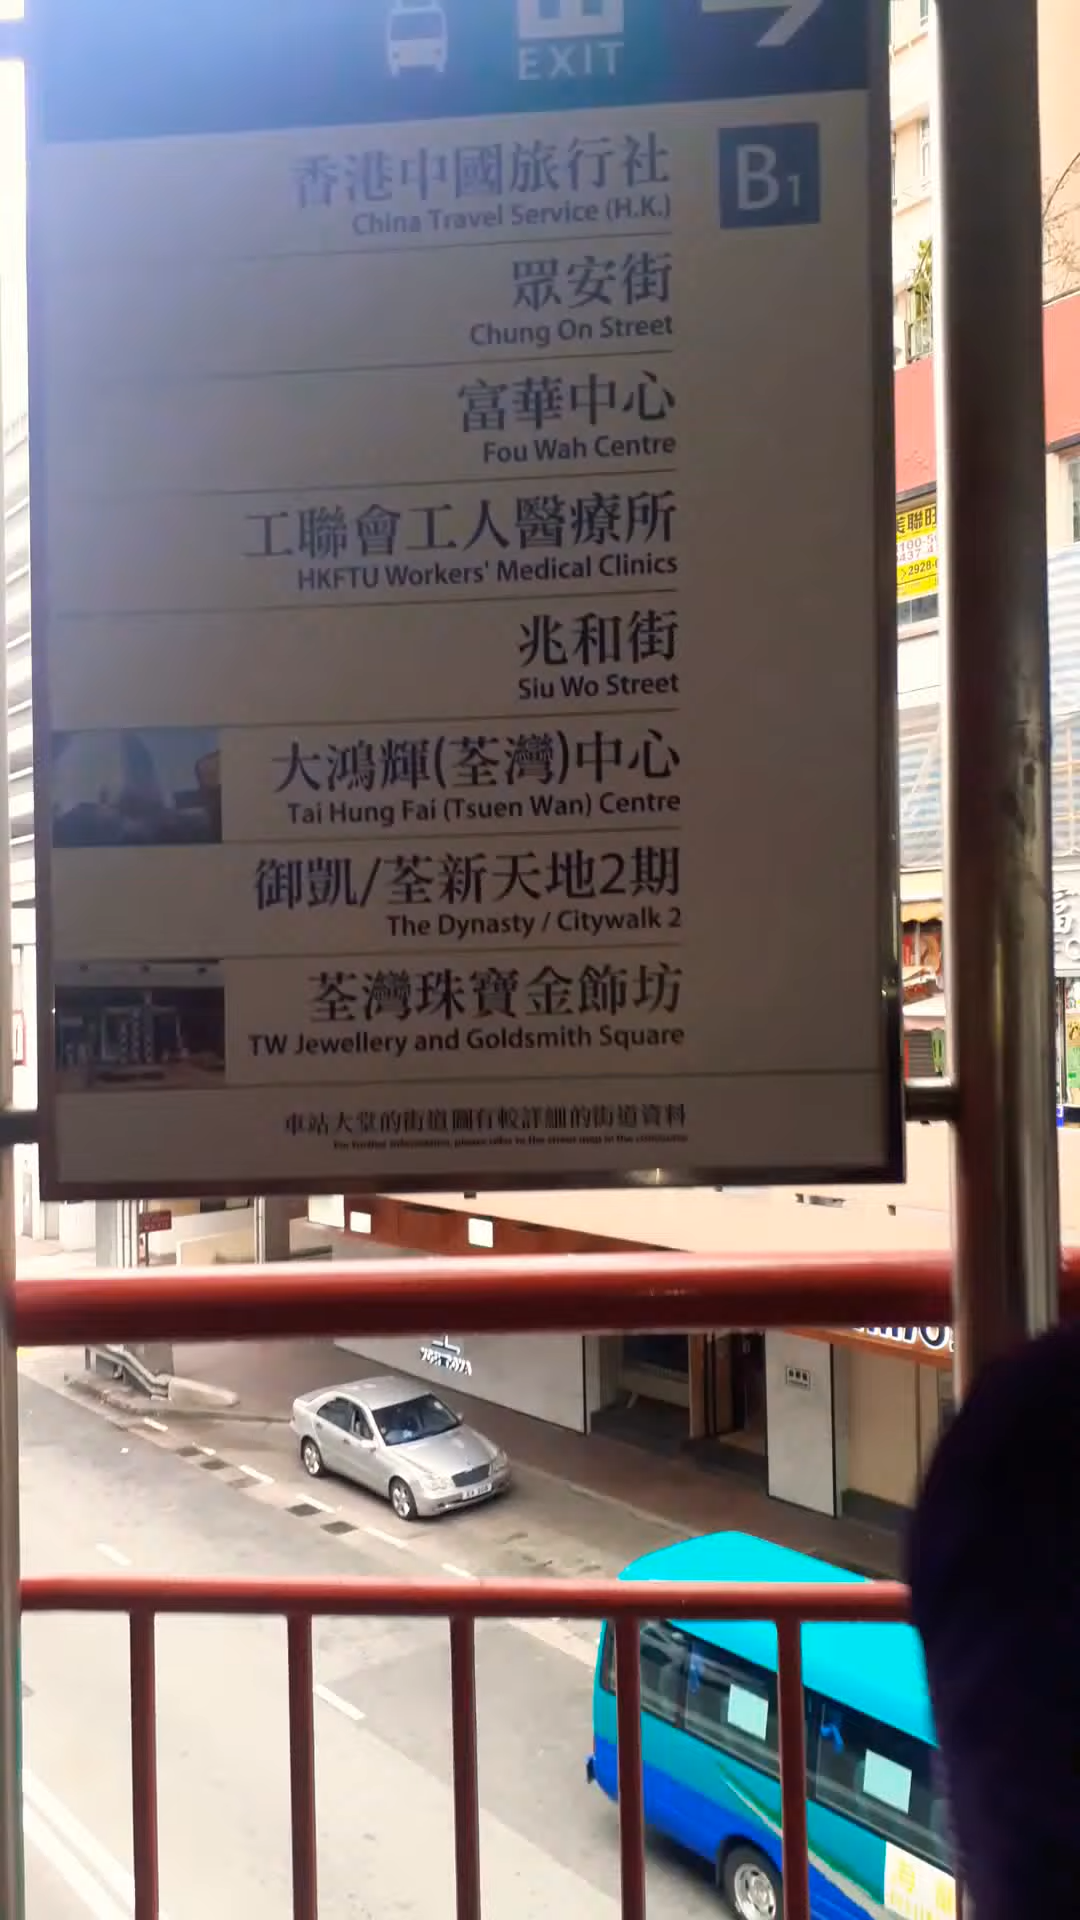 EXIT
香港中國旅行社
China Travel Service (H.K.)
B1
眾安街
Chung On Street
富華中心
Fou Wah Centre
工聯會工人醫療所
HKFTU Workers' Medical Clinics
兆和街
Siu Wo Street
大鴻輝(荃灣)中心
Tai Hung Fai (Tsuen Wan) Centre
御凱/荃新天地2期
The Dynasty / Citywalk 2
荃灣珠寶金飾坊
TW Jewellery and Goldsmith Square
車站大堂的街道圖有較詳細的街道資料